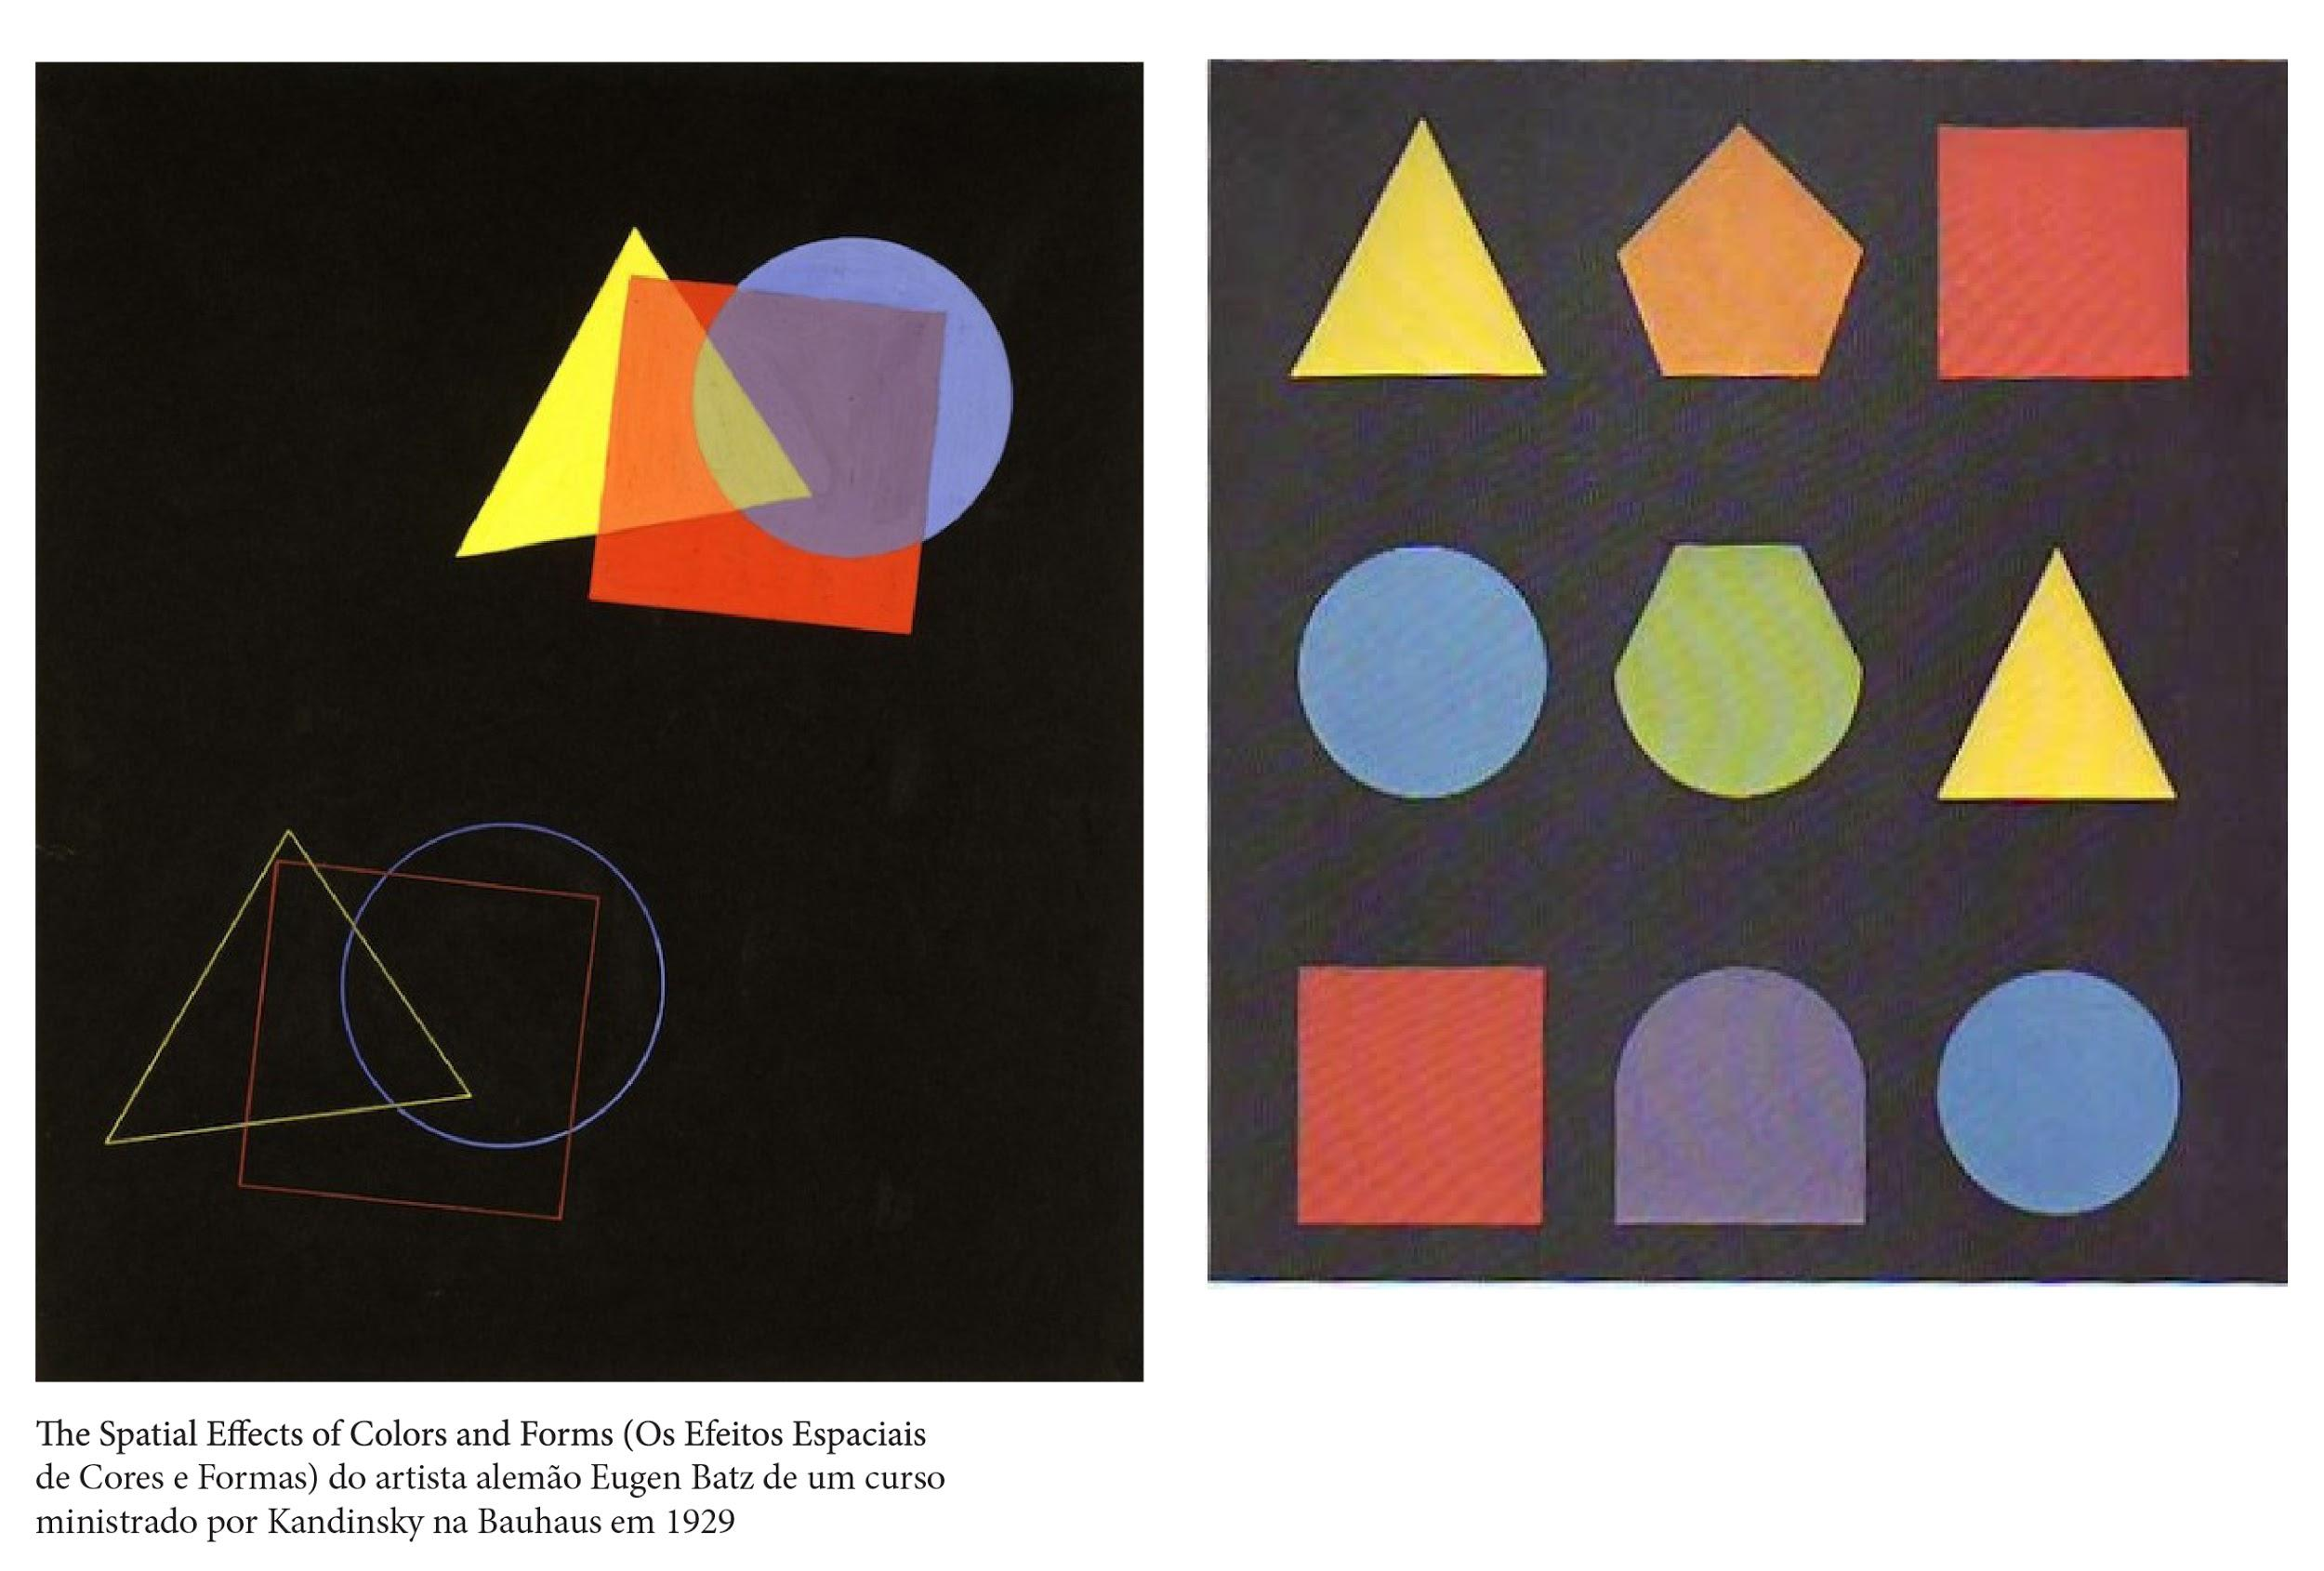 The Spatial Effects of Colors and Forms (Os Efeitos Espaciais
de Cores e Formas) do artista alemão Eugen Batz de um curso
ministrado por Kandinsky na Bauhaus em 1929